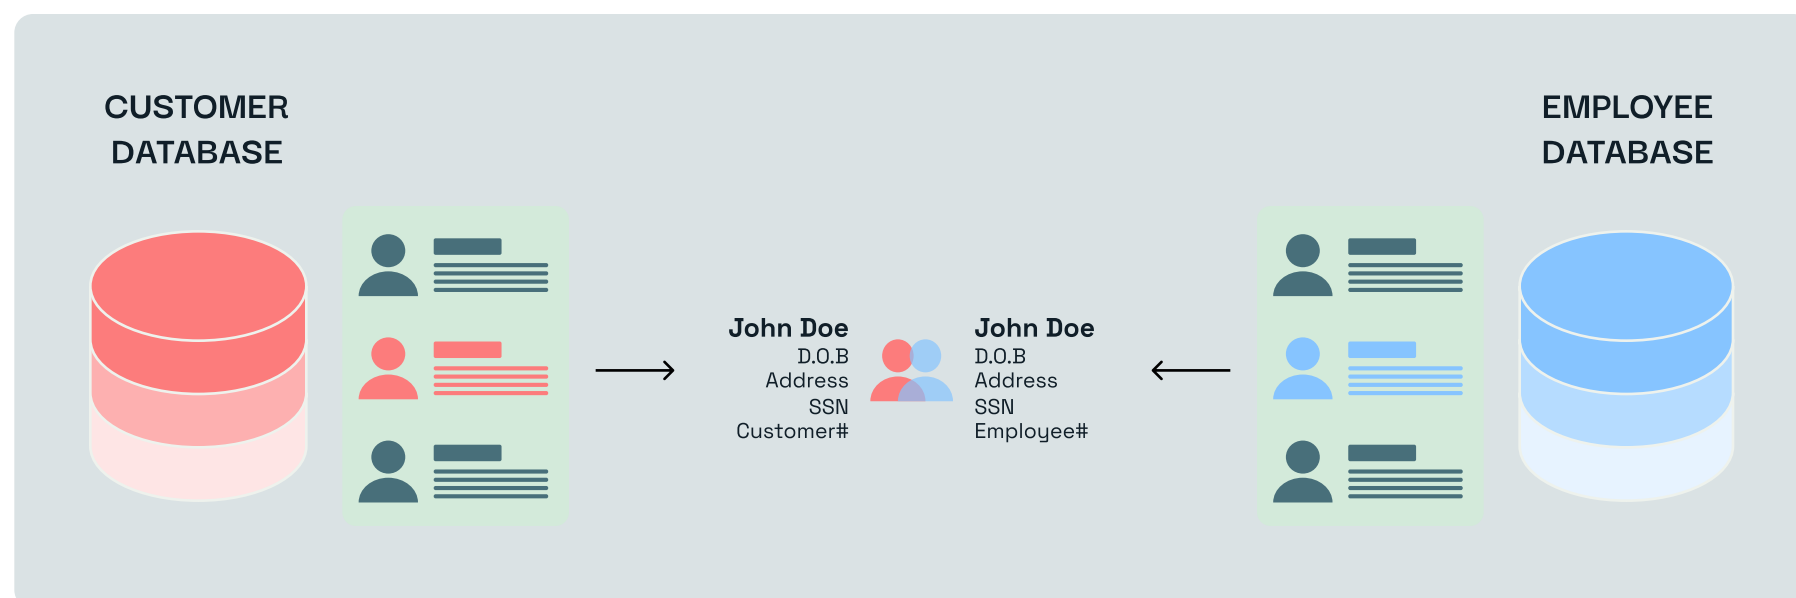 CUSTOMER
DATABASE
EMPLOYEE
DATABASE
John Doe
D.O.B
Address
SSN
Customer#
John Doe
D.O.B
Address
SSN
Employee#